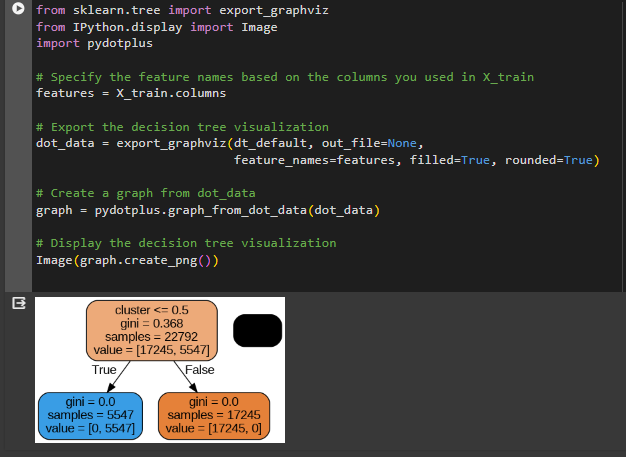 from sklearn.tree import export_graphviz
from IPython.display import Image
import pydotplus
# Specify the feature names based on the columns you used in X_train
features = X_train.columns
# Export the decision tree visualization
dot_data = export_graphviz(dt_default, out_file=None,
feature_names=features, filled=True, rounded=True)
# Create a graph from dot_data
graph = pydotplus.graph_from_dot_data(dot_data)
# Display the decision tree visualization
Image(graph.create_png())
cluster <= 0.5
gini = 0.368
samples = 22792
value = [17245, 5547]
True
False
gini = 0.0
samples = 5547
value = [0, 5547]
gini = 0.0
samples = 17245
value = [17245, 0]